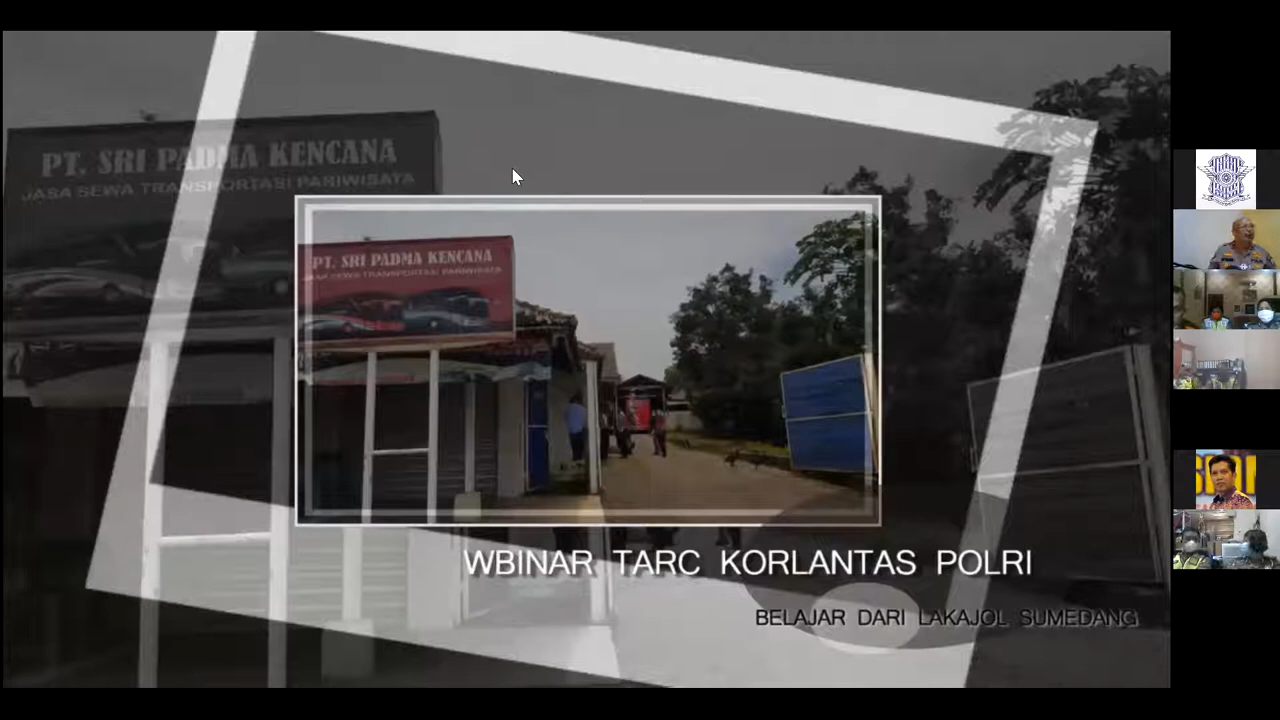 PT. SRI PADMA KENCANA
JASA SEWA TRANSPORTASI PARIWISATA
PT. SRI PADMA KENCANA
JASA SEWA TRANSPORTASI PARIWISATA
WBINAR TARC KORLANTAS POLRI
BELAJAR DARI LAKAJOL SUMEDANG